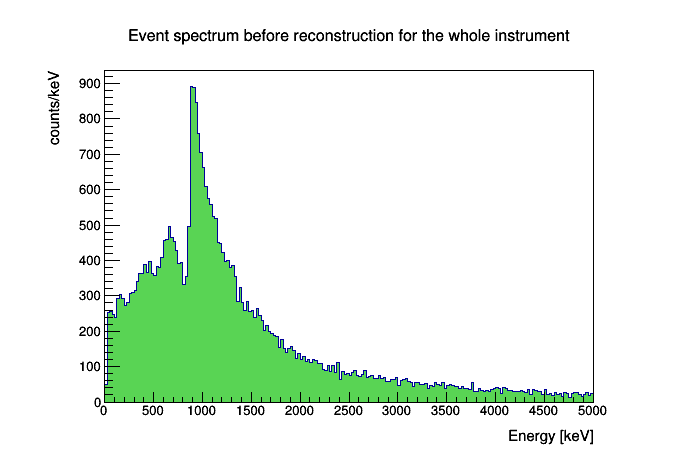 Event spectrum before reconstruction for the whole instrument
counts/keV
900
800
700
600
500
400
300
200
100
0
0 500 1000 1500 2000 2500 3000 3500 4000 4500 5000
Energy [keV]